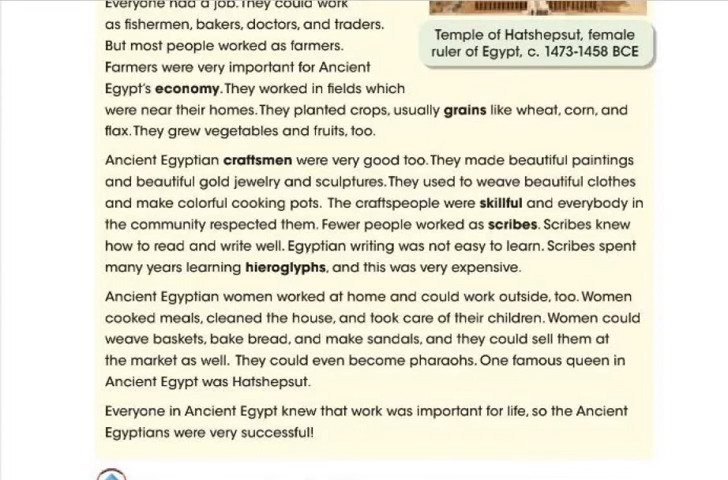 Everyone had a job. They could work
as fishermen, bakers, doctors, and traders.
But most people worked as farmers.
Farmers were very important for Ancient
Egypt's economy. They worked in fields which
were near their homes. They planted crops, usually grains like wheat, corn, and
flax. They grew vegetables and fruits, too.
Temple of Hatshepsut, female
ruler of Egypt, c. 1473-1458 BCE
Ancient Egyptian craftsmen were very good too. They made beautiful paintings
and beautiful gold jewelry and sculptures. They used to weave beautiful clothes
and make colorful cooking pots. The craftspeople were skillful and everybody in
the community respected them. Fewer people worked as scribes. Scribes knew
how to read and write well. Egyptian writing was not easy to learn. Scribes spent
many years learning hieroglyphs, and this was very expensive.
Ancient Egyptian women worked at home and could work outside, too. Women
cooked meals, cleaned the house, and took care of their children. Women could
weave baskets, bake bread, and make sandals, and they could sell them at
the market as well. They could even become pharaohs. One famous queen in
Ancient Egypt was Hatshepsut.
Everyone in Ancient Egypt knew that work was important for life, so the Ancient
Egyptians were very successful!